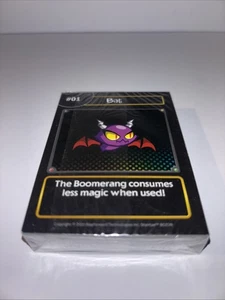 #01
Bat
The Boomerang consumes
less magic when used!